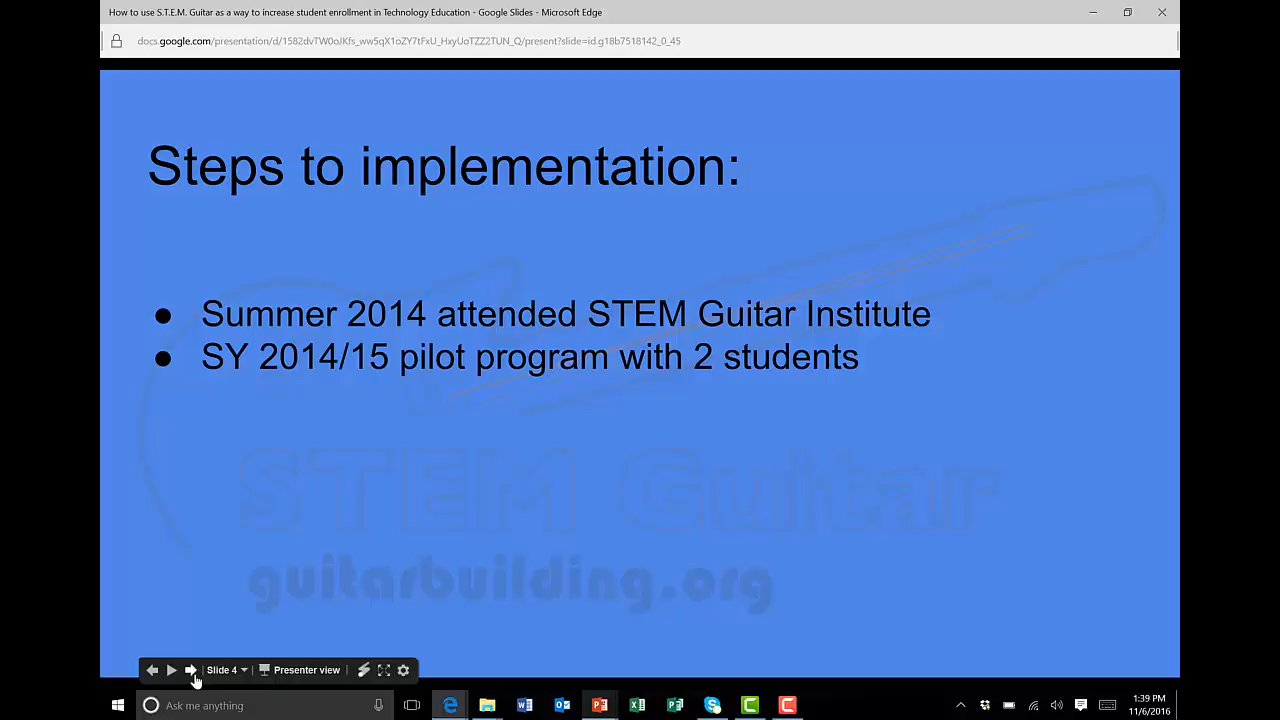 How to use S.T.E.M. Guitar as a way to increase student enrollment in Technology Education - Google Slides - Microsoft Edge
docs.google.com/presentation/d/1582dvTW0oJKfs_ww5qX1oZY7tFxU_HxyUoTZZ2TUN_Q/present?slide=id.g18b7518142_0_45
Steps to implementation:
● Summer 2014 attended STEM Guitar Institute
● SY 2014/15 pilot program with 2 students
STEM Guitar
guitarbuilding.org
Slide 4 Presenter view
Ask me anything
1:39 PM
11/6/2016